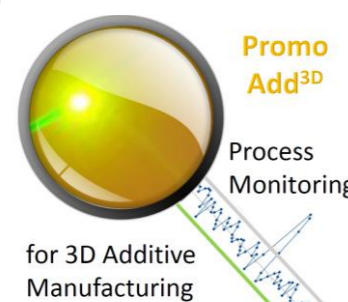 Promo
Add3D
Process
Monitoring
for 3D Additive
Manufacturing